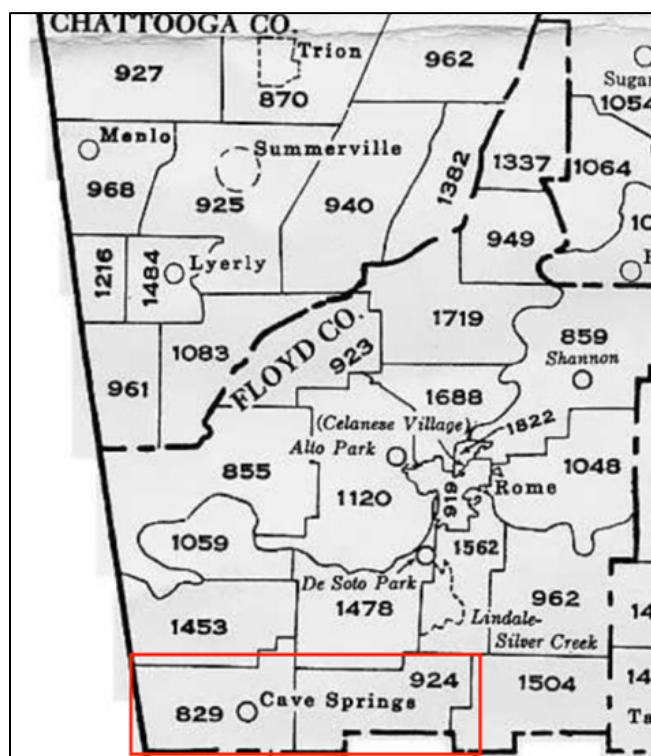 CHATTOOGA CO.
Trion
927
962
870
Sugar
1054
Menlo
Summerville
1382
1337
1064
968
925
940
949
1216
1484
Lyerly
1719
859
Shannon
1083
FLOYD CO.
923
961
1688
(Celanese Village)
1822
Alto Park
855
1120
919
Rome
1048
1059
1562
De Soto Park
1478
962
Lindale-
Silver Creek
1453
924
1504
829
Cave Springs
Ta